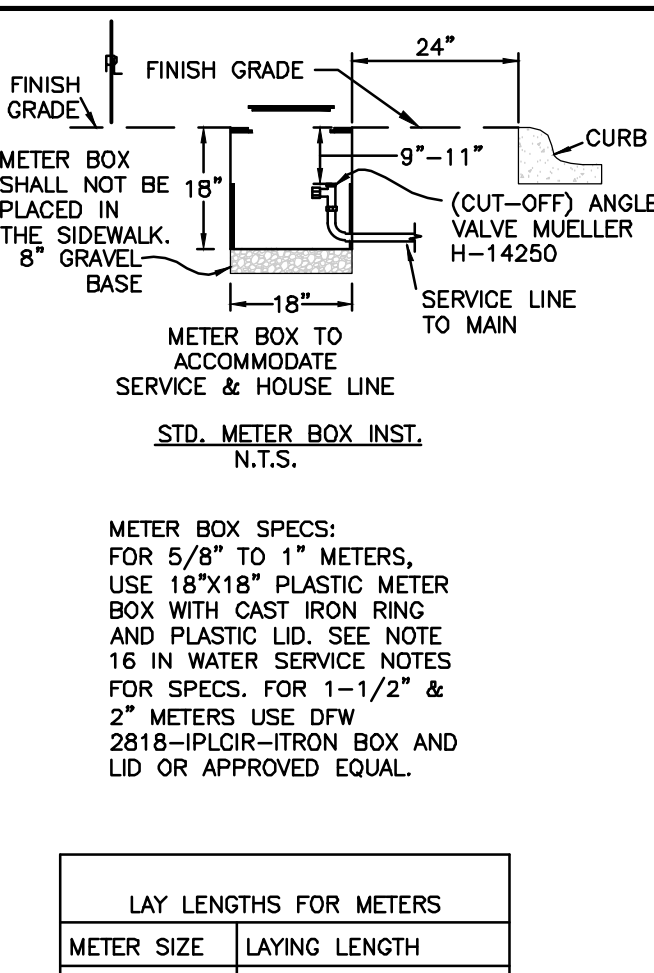 24”
PL
FINISH GRADE
FINISH
GRADE
CURB
9”-11”
METER BOX
SHALL NOT BE
PLACED IN
THE SIDEWALK.
18”
(CUT-OFF) ANGLE
VALVE MUELLER
H-14250
8” GRAVEL
BASE
18”
SERVICE LINE
TO MAIN
METER BOX TO
ACCOMMODATE
SERVICE & HOUSE LINE
STD. METER BOX INST.
N.T.S.
METER BOX SPECS:
FOR 5/8” TO 1” METERS,
USE 18”X18” PLASTIC METER
BOX WITH CAST IRON RING
AND PLASTIC LID. SEE NOTE
16 IN WATER SERVICE NOTES
FOR SPECS. FOR 1-1/2” &
2” METERS USE DFW
2818-IPLCIR-ITRON BOX AND
LID OR APPROVED EQUAL.
LAY LENGTHS FOR METERS
METER SIZE LAYING LENGTH